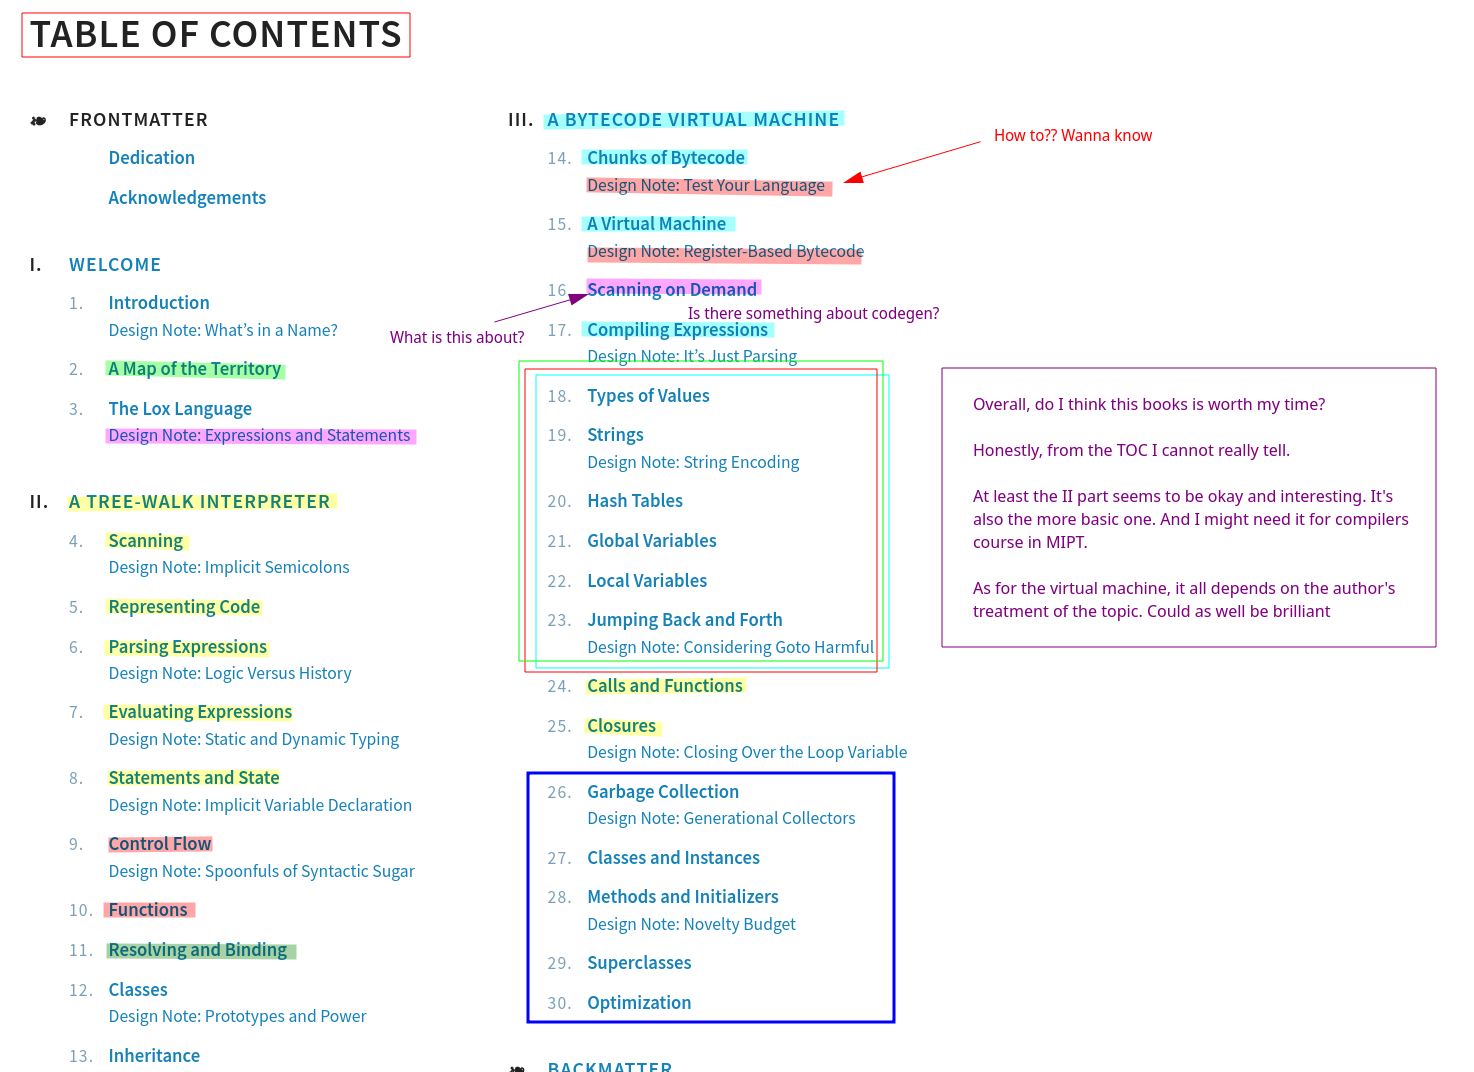 TABLE OF CONTENTS
FRONTMATTER
Dedication
Acknowledgements
I. WELCOME
1. Introduction
Design Note: What’s in a Name?
2. A Map of the Territory
3. The Lox Language
Design Note: Expressions and Statements
II. A TREE-WALK INTERPRETER
4. Scanning
Design Note: Implicit Semicolons
5. Representing Code
6. Parsing Expressions
Design Note: Logic Versus History
7. Evaluating Expressions
Design Note: Static and Dynamic Typing
8. Statements and State
Design Note: Implicit Variable Declaration
9. Control Flow
Design Note: Spoonfuls of Syntactic Sugar
10. Functions
11. Resolving and Binding
12. Classes
Design Note: Prototypes and Power
13. Inheritance
III. A BYTECODE VIRTUAL MACHINE
14. Chunks of Bytecode
Design Note: Test Your Language
How to?? Wanna know
15. A Virtual Machine
Design Note: Register-Based Bytecode
16. Scanning on Demand
What is this about?
Is there something about codegen?
17. Compiling Expressions
Design Note: It’s Just Parsing
18. Types of Values
19. Strings
Design Note: String Encoding
20. Hash Tables
21. Global Variables
22. Local Variables
23. Jumping Back and Forth
Design Note: Considering Goto Harmful
24. Calls and Functions
25. Closures
Design Note: Closing Over the Loop Variable
26. Garbage Collection
Design Note: Generational Collectors
27. Classes and Instances
28. Methods and Initializers
Design Note: Novelty Budget
29. Superclasses
30. Optimization
BACKMATTER
Overall, do I think this books is worth my time?
Honestly, from the TOC I cannot really tell.
At least the II part seems to be okay and interesting. It's
also the more basic one. And I might need it for compilers
course in MIPT.
As for the virtual machine, it all depends on the author's
treatment of the topic. Could as well be brilliant